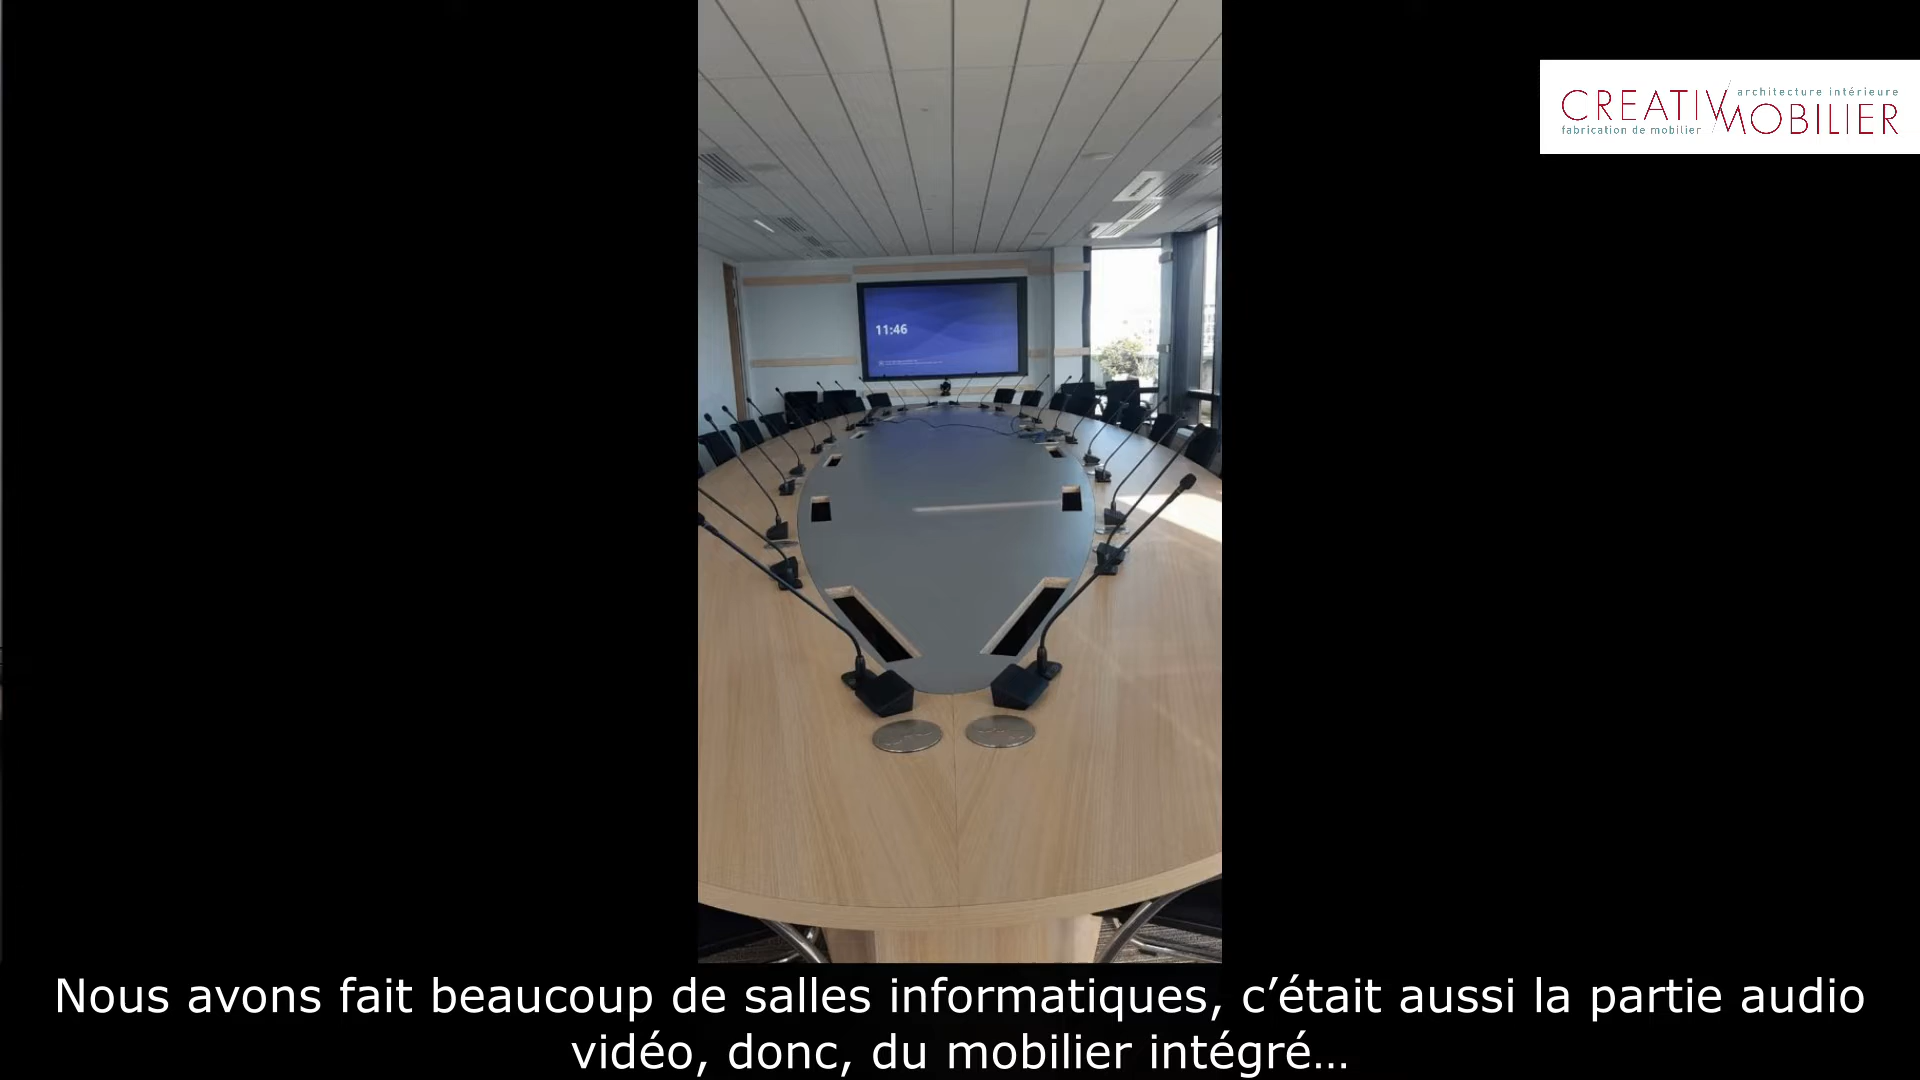 architecture intérieure
CREATIV MOBILIER
fabrication de mobilier
11:46
Nous avons fait beaucoup de salles informatiques, c’était aussi la partie audio
vidéo, donc, du mobilier intégré…